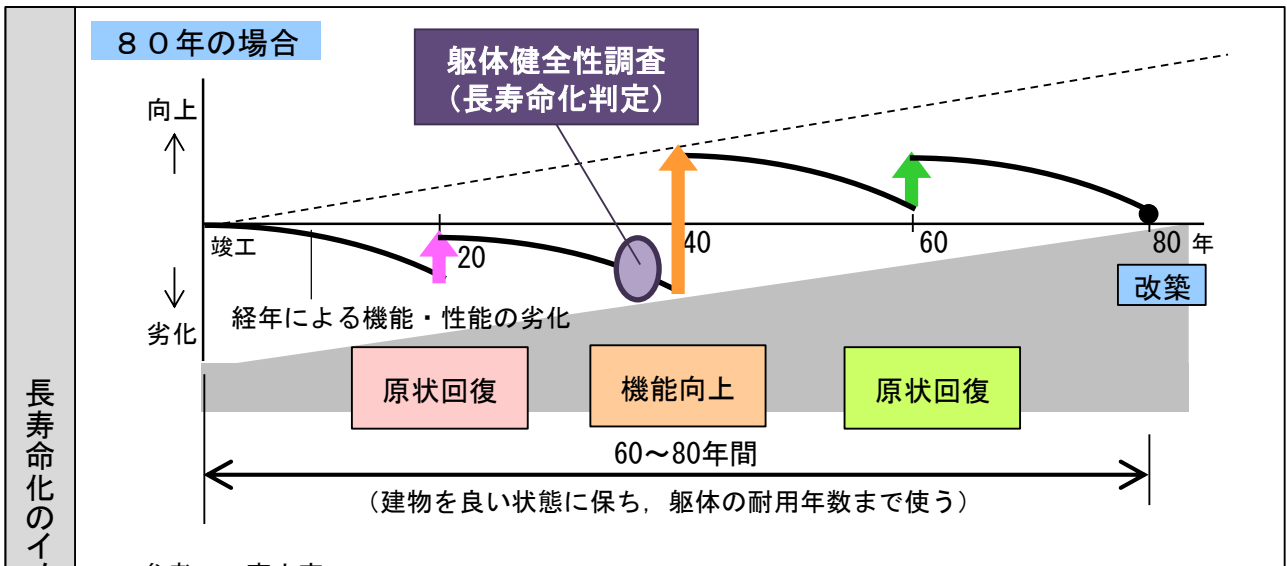 ８０年の場合
躯体健全性調査
（長寿命化判定）
向上
竣工
20
40
60
80 年
改築
経年による機能・性能の劣化
劣化
原状回復
機能向上
原状回復
60～80年間
（建物を良い状態に保ち，躯体の耐用年数まで使う）
長寿命化のイ